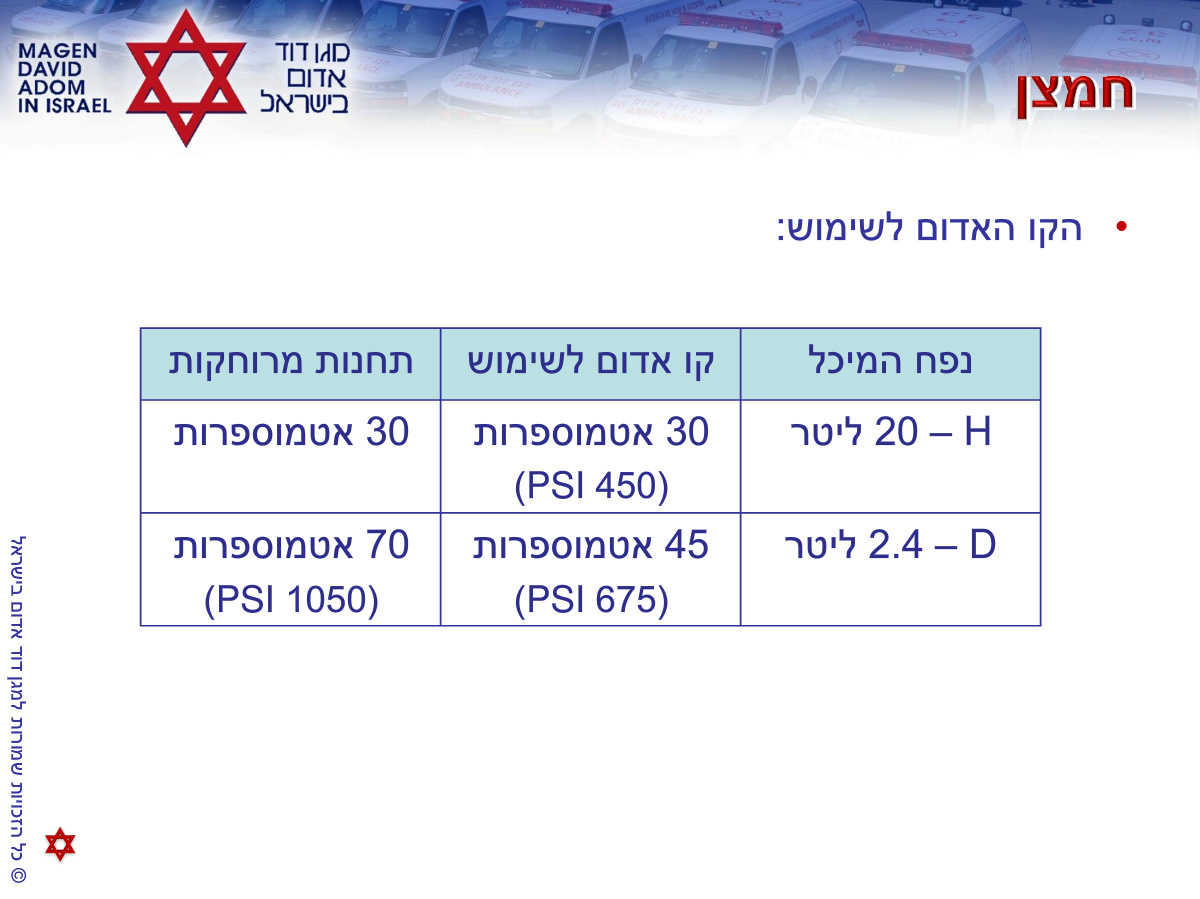 MAGEN
DAVID
ADOM
IN ISRAEL
מגן דוד
אדום
בישראל
חמצן
• הקו האדום לשימוש:
נפח המיכל
קו אדום לשימוש
תחנות מרוחקות
H – 20 ליטר
30 אטמוספרות
(450 PSI)
30 אטמוספרות
D – 2.4 ליטר
45 אטמוספרות
(675 PSI)
70 אטמוספרות
(1050 PSI)
© כל הזכויות שמורות למגן דוד אדום בישראל